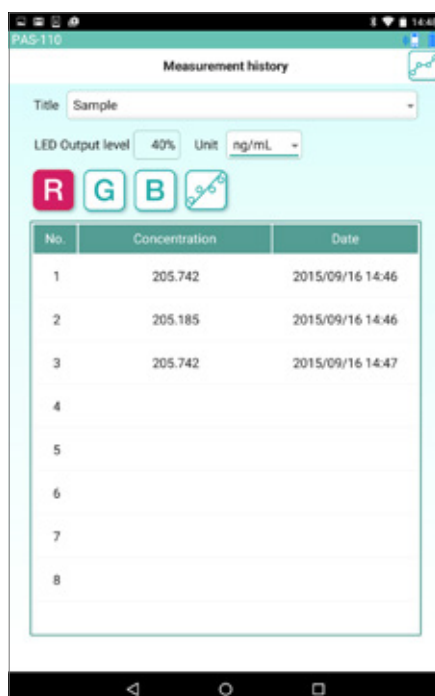 14:48
PAS-110
Measurement history
Title Sample
LED Output level 40% Unit ng/mL
R G B
No. Concentration Date
1 205.742 2015/09/16 14:46
2 205.185 2015/09/16 14:46
3 205.742 2015/09/16 14:47
4
5
6
7
8